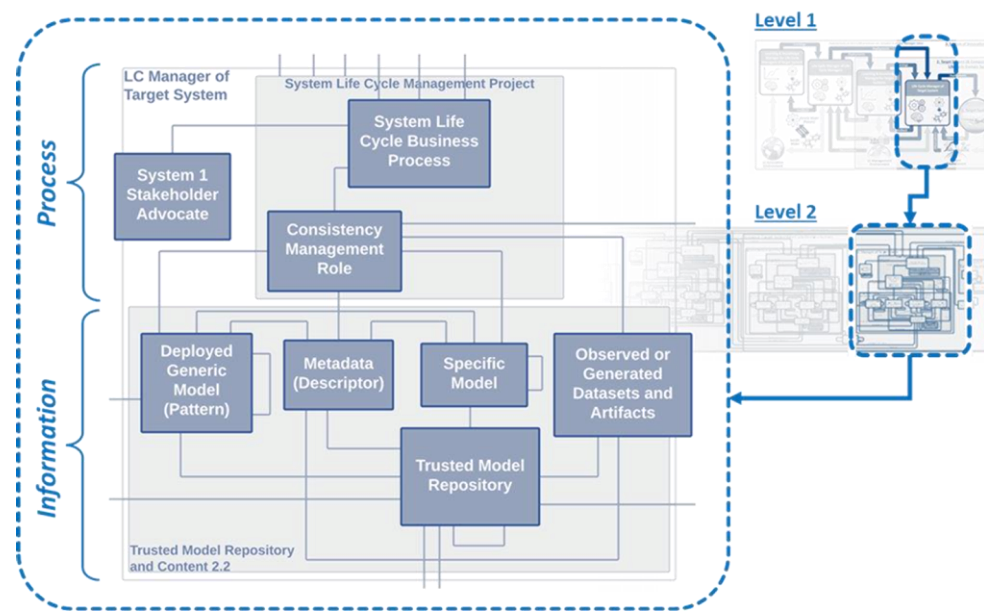 Level 1
LC Manager of
Target System
System Life Cycle Management Project
System Life
Cycle Business
Process
System 1
Stakeholder
Advocate
Process
Consistency
Management
Role
Level 2
Deployed
Generic
Model
(Pattern)
Metadata
(Descriptor)
Specific
Model
Observed or
Generated
Datasets and
Artifacts
Information
Trusted Model
Repository
Trusted Model Repository
and Content 2.2